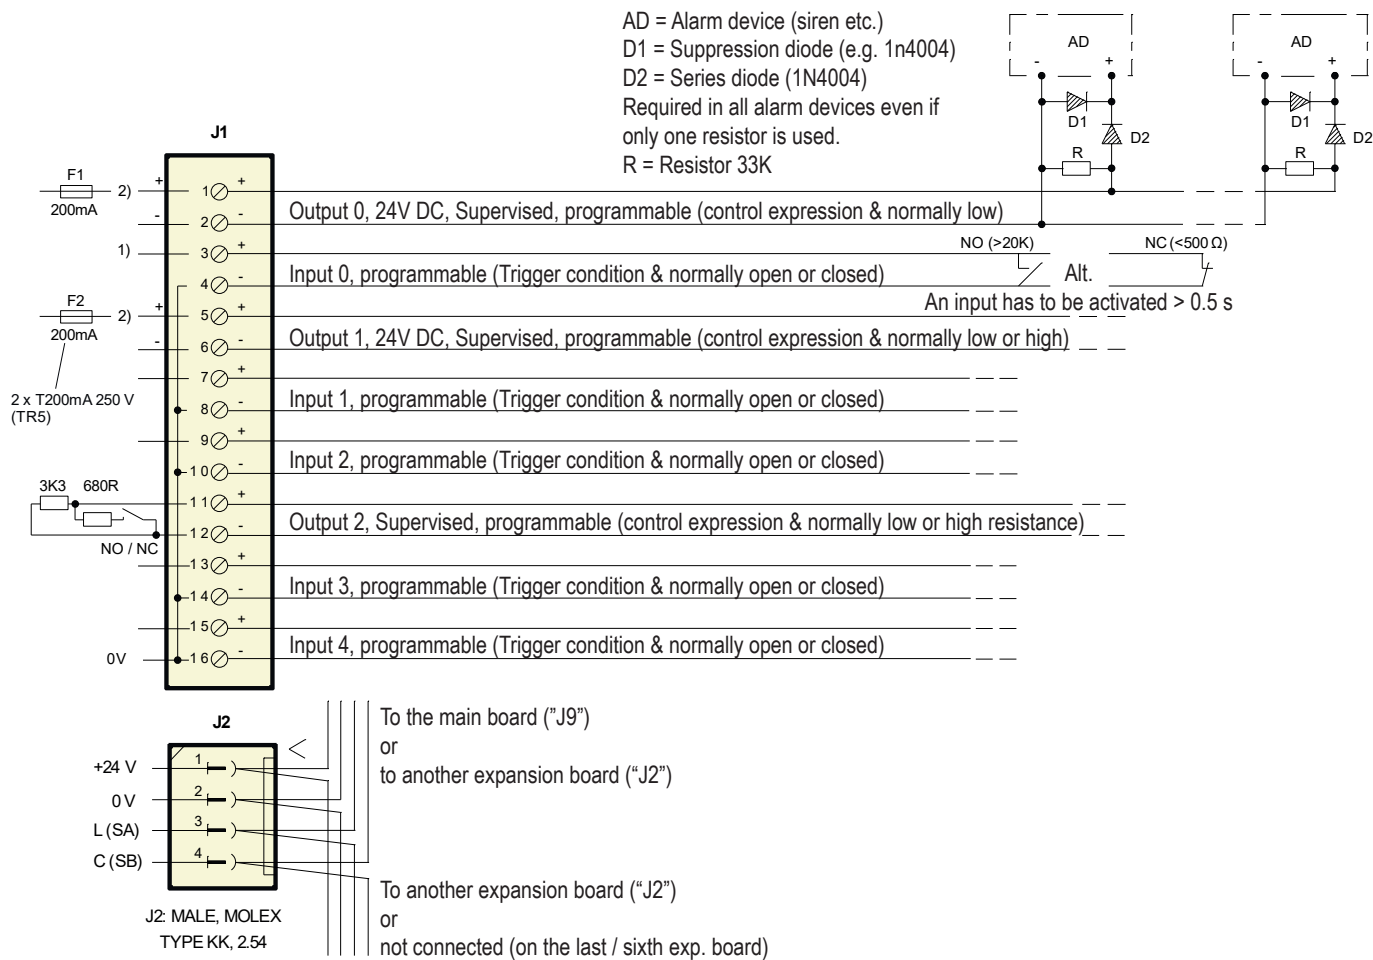 AD = Alarm device (siren etc.)
D1 = Suppression diode (e.g. 1n4004)
D2 = Series diode (1N4004)
Required in all alarm devices even if
only one resistor is used.
R = Resistor 33K
AD
- +
D1
D2
R
AD
- +
D1
D2
R
J1
F1
200mA
2)
+
1
+
-
2
-
Output 0, 24V DC, Supervised, programmable (control expression & normally low)
1)
3
+
4
-
Input 0, programmable (Trigger condition & normally open or closed)
NO (>20K)
Alt.
NC (<500 Ω)
An input has to be activated > 0.5 s
F2
200mA
2)
+
5
+
-
6
-
Output 1, 24V DC, Supervised, programmable (control expression & normally low or high)
2 x T200mA 250 V
(TR5)
7
+
8
-
Input 1, programmable (Trigger condition & normally open or closed)
9
+
10
-
Input 2, programmable (Trigger condition & normally open or closed)
3K3 680R
NO / NC
11
+
12
-
Output 2, Supervised, programmable (control expression & normally low or high resistance)
13
+
14
-
Input 3, programmable (Trigger condition & normally open or closed)
15
+
0V
16
-
Input 4, programmable (Trigger condition & normally open or closed)
J2
+24 V
1
0 V
2
L (SA)
3
C (SB)
4
To the main board (”J9”)
or
to another expansion board (“J2”)
To another expansion board (“J2”)
or
not connected (on the last / sixth exp. board)
J2: MALE, MOLEX
TYPE KK, 2.54